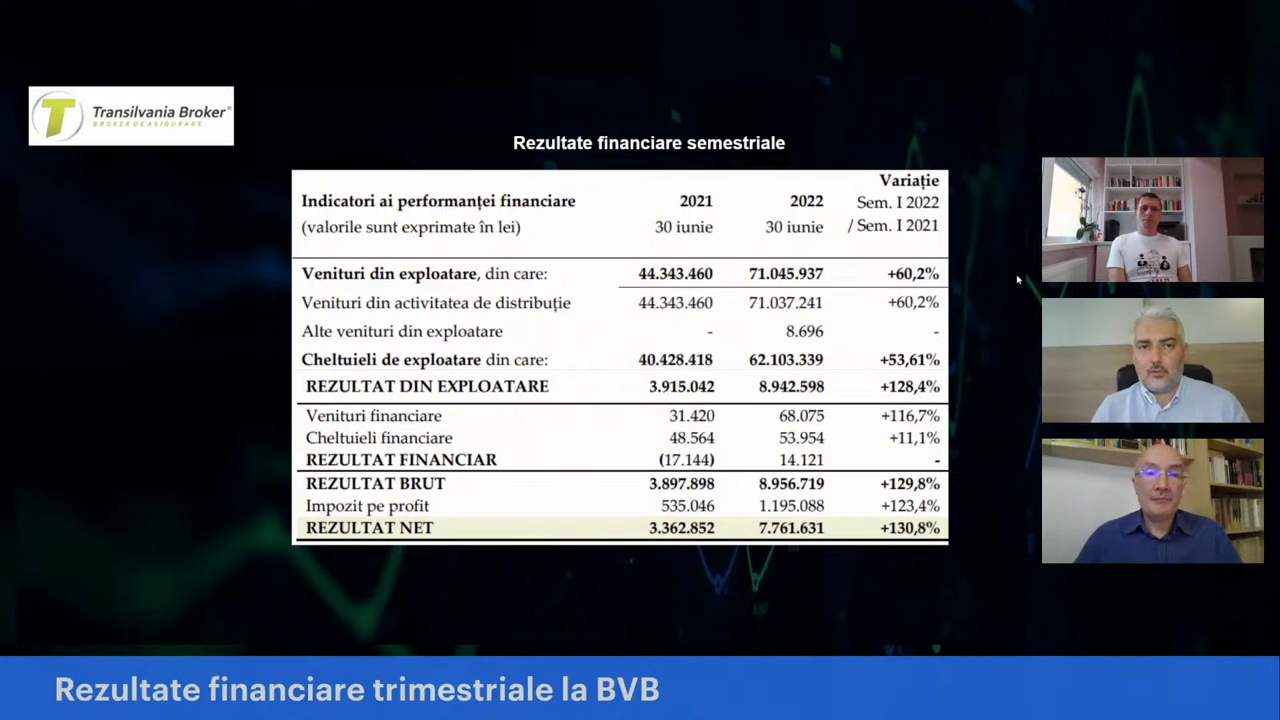 Transilvania Broker®
BROKER DE ASIGURARE
Rezultate financiare semestriale
Variație
Indicatori ai performanței financiare 2021 2022 Sem. I 2022
(valorile sunt exprimate în lei) 30 iunie 30 iunie / Sem. I 2021
Venituri din exploatare, din care: 44.343.460 71.045.937 +60,2%
Venituri din activitatea de distribuție 44.343.460 71.037.241 +60,2%
Alte venituri din exploatare - 8.696 -
Cheltuieli de exploatare din care: 40.428.418 62.103.339 +53,61%
REZULTAT DIN EXPLOATARE 3.915.042 8.942.598 +128,4%
Venituri financiare 31.420 68.075 +116,7%
Cheltuieli financiare 48.564 53.954 +11,1%
REZULTAT FINANCIAR (17.144) 14.121 -
REZULTAT BRUT 3.897.898 8.956.719 +129,8%
Impozit pe profit 535.046 1.195.088 +123,4%
REZULTAT NET 3.362.852 7.761.631 +130,8%
Rezultate financiare trimestriale la BVB